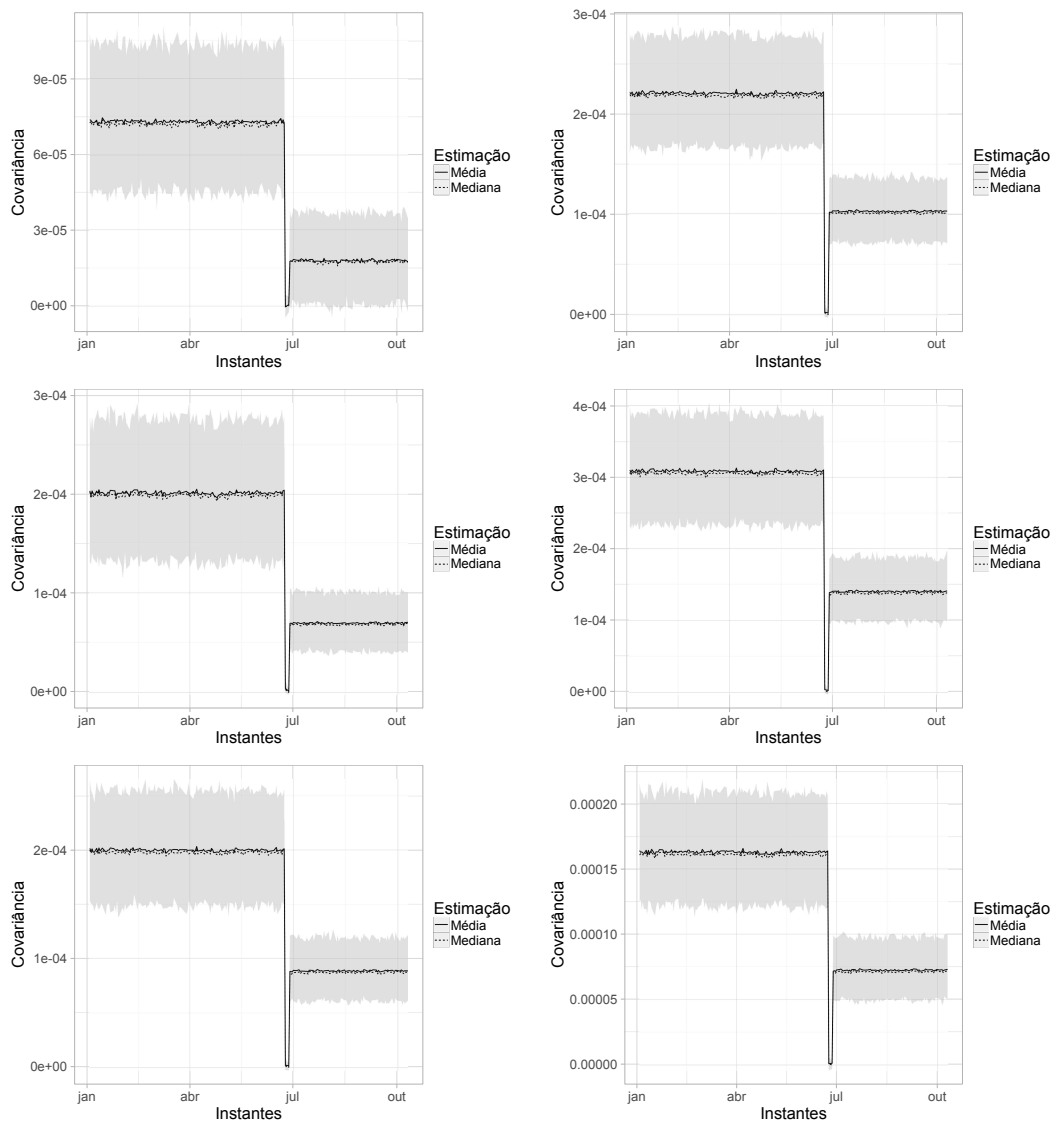 9e-05
6e-05
3e-05
0e+00
Covariância
jan
abr
jul
out
Instantes
Estimação
Média
Mediana
3e-04
2e-04
1e-04
0e+00
Covariância
jan
abr
jul
out
Instantes
Estimação
Média
Mediana
3e-04
2e-04
1e-04
0e+00
Covariância
jan
abr
jul
out
Instantes
Estimação
Média
Mediana
4e-04
3e-04
2e-04
1e-04
0e+00
Covariância
jan
abr
jul
out
Instantes
Estimação
Média
Mediana
2e-04
1e-04
0e+00
Covariância
jan
abr
jul
out
Instantes
Estimação
Média
Mediana
0.00020
0.00015
0.00010
0.00005
0.00000
Covariância
jan
abr
jul
out
Instantes
Estimação
Média
Mediana